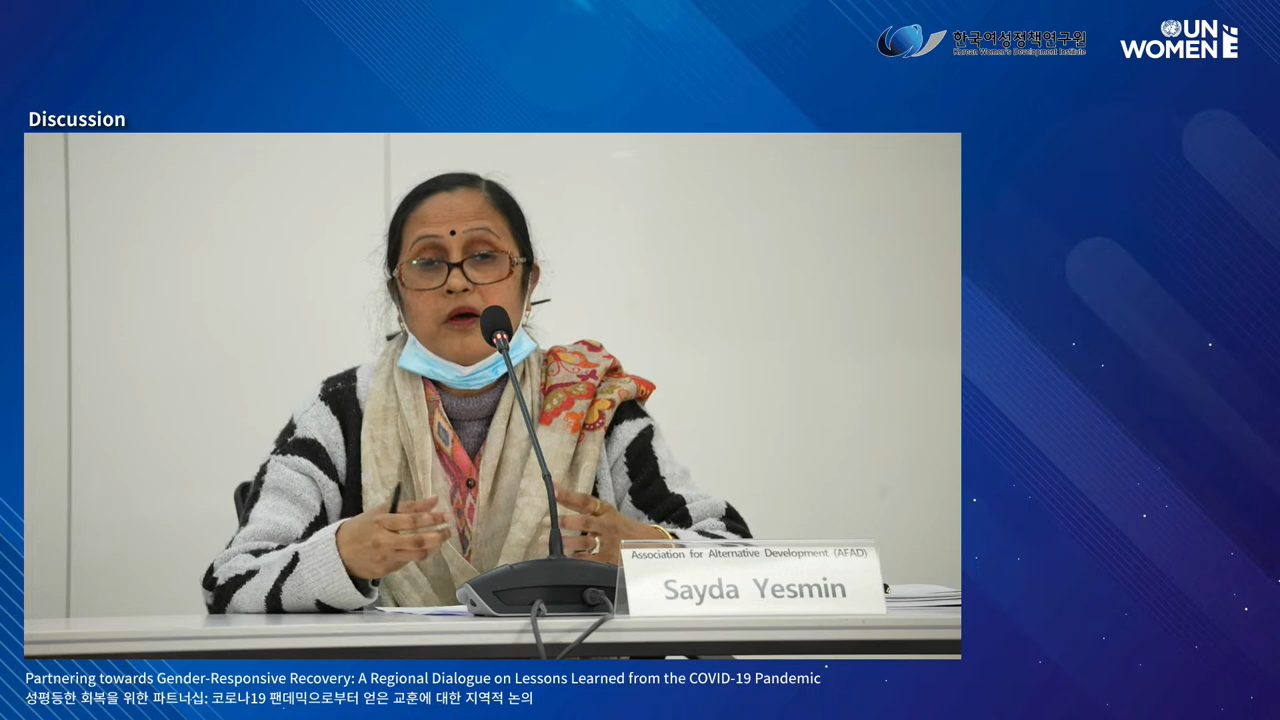 한국여성정책연구원
Korean Women's Development Institute
UN
WOMEN
Discussion
Association for Alternative Development (AFAD)
Sayda Yesmin
Partnering towards Gender-Responsive Recovery: A Regional Dialogue on Lessons Learned from the COVID-19 Pandemic
성평등한 회복을 위한 파트너십: 코로나19 팬데믹으로부터 얻은 교훈에 대한 지역적 논의